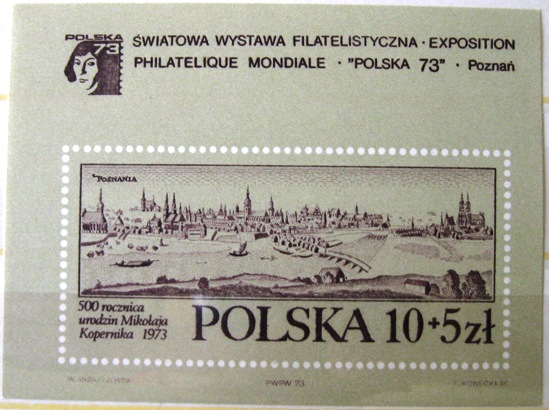 POLSKA
73
ŚWIATOWA WYSTAWA FILATELISTYCZNA · EXPOSITION
PHILATELIQUE MONDIALE · "POLSKA 73" · Poznań
POSNANIA
500 rocznica
urodzin Mikołaja
Kopernika 1973
POLSKA 10+5zł
PWPW 73